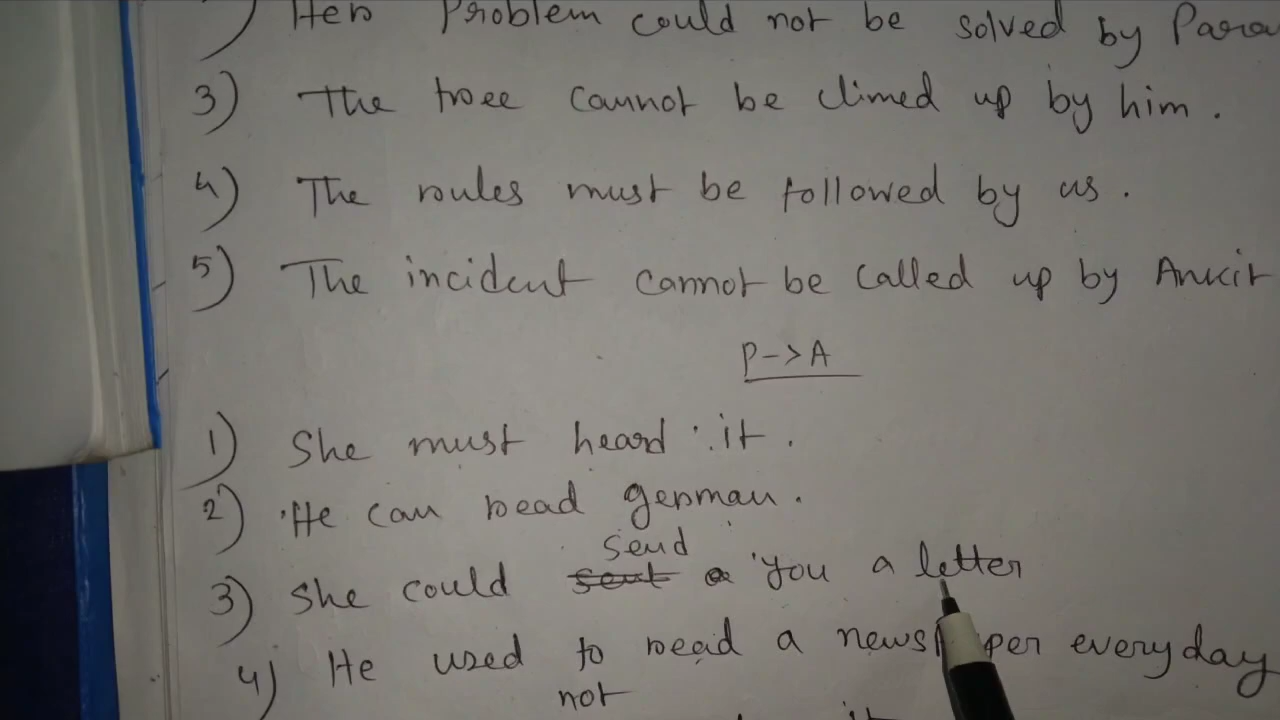 Her Problem could not be solved by
3) The tree cannot be climed up by him.
4) The rules must be followed by us.
5) The incident cannot be called up by Ankit
P->A
1) She must heard it.
2) He can read german.
send
3) She could sent a you a letter
4) He used to read a newspper everyday
not
it